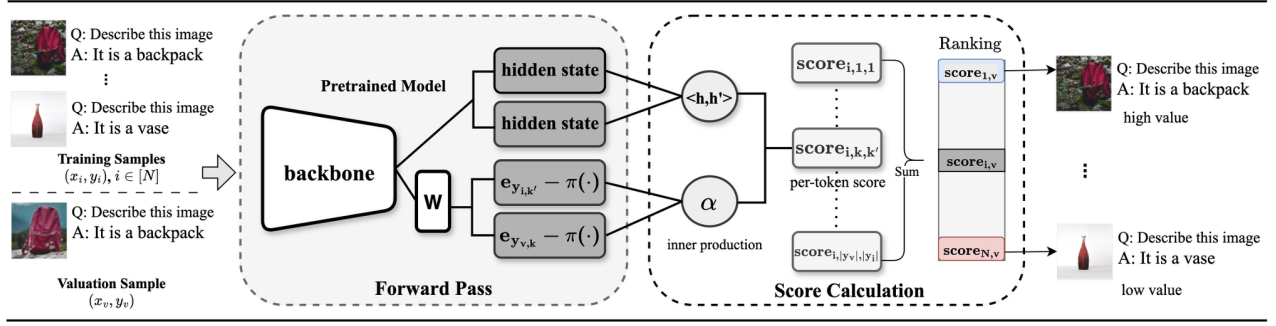 Q: Describe this image
A: It is a backpack
⋮
Q: Describe this image
A: It is a vase
Training Samples
(x_i, y_i), i ∈ [N]
Q: Describe this image
A: It is a backpack
Valuation Sample
(x_v, y_v)
Pretrained Model
backbone
W
hidden state
hidden state
e_{y_{i,k'}} − π(·)
e_{y_{v,k}} − π(·)
Forward Pass
<h,h'>
α
inner production
score_{i,1,1}
score_{i,k,k'}
per-token score
score_{i,|y_v|,|y_i|}
Sum
Score Calculation
Ranking
score_{1,v}
score_{i,v}
score_{N,v}
Q: Describe this image
A: It is a backpack
high value
⋮
Q: Describe this image
A: It is a vase
low value